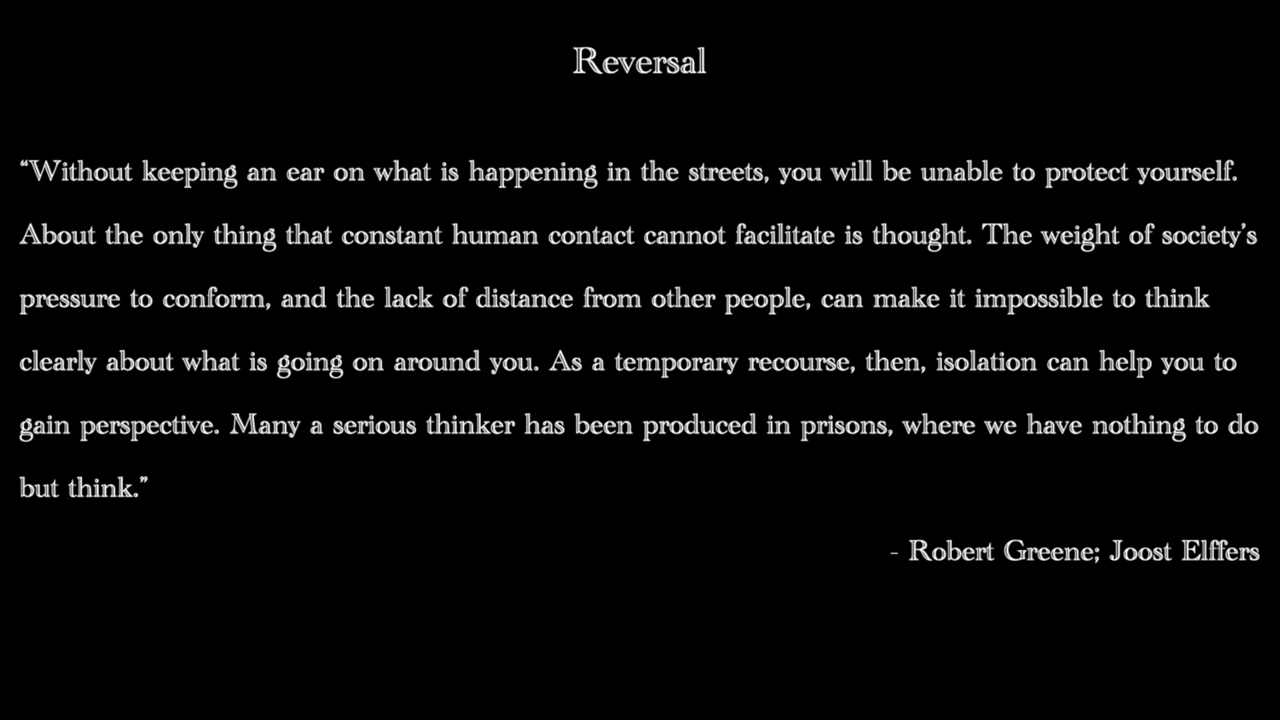 Reversal
“Without keeping an ear on what is happening in the streets, you will be unable to protect yourself.
About the only thing that constant human contact cannot facilitate is thought. The weight of society’s
pressure to conform, and the lack of distance from other people, can make it impossible to think
clearly about what is going on around you. As a temporary recourse, then, isolation can help you to
gain perspective. Many a serious thinker has been produced in prisons, where we have nothing to do
but think.”
- Robert Greene; Joost Elffers